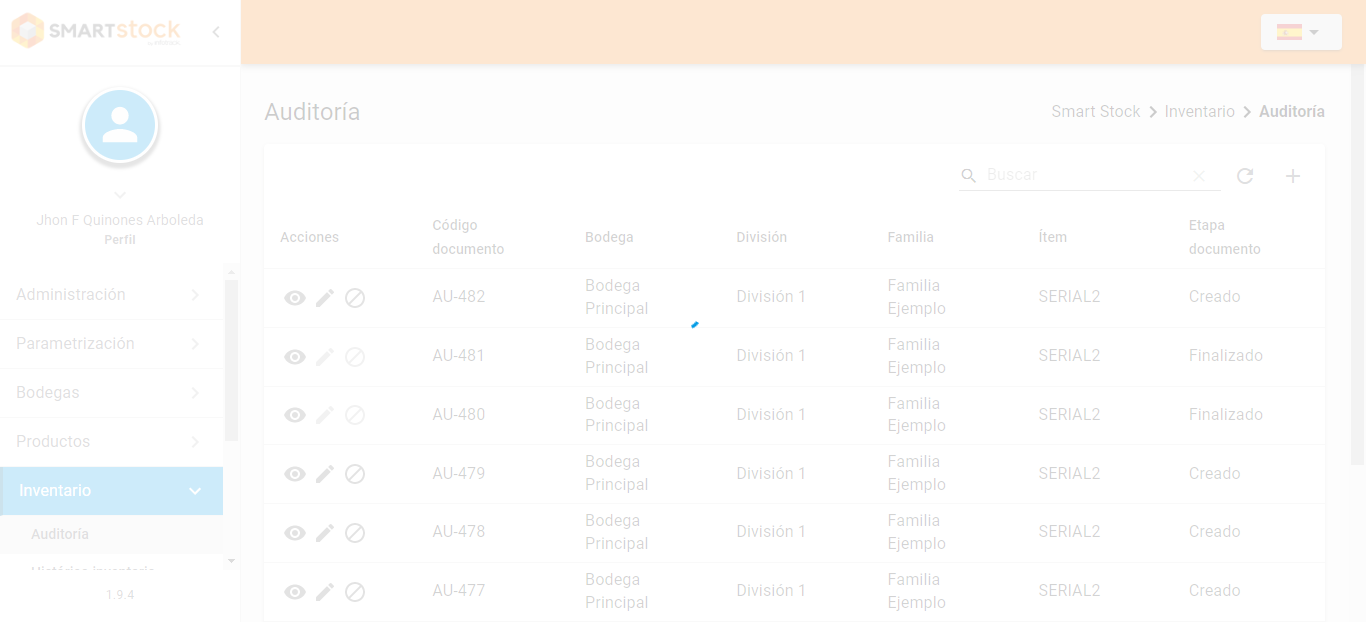 SMARTstock
Auditoría
Smart Stock > Inventario > Auditoría
Buscar
Jhon F Quinones Arboleda
Perfil
Administración
Parametrización
Bodegas
Productos
Inventario
Auditoría
1.9.4
Acciones
Código
documento
Bodega
División
Familia
Ítem
Etapa
documento
AU-482
Bodega
Principal
División 1
Familia
Ejemplo
SERIAL2
Creado
AU-481
Bodega
Principal
División 1
Familia
Ejemplo
SERIAL2
Finalizado
AU-480
Bodega
Principal
División 1
Familia
Ejemplo
SERIAL2
Finalizado
AU-479
Bodega
Principal
División 1
Familia
Ejemplo
SERIAL2
Creado
AU-478
Bodega
Principal
División 1
Familia
Ejemplo
SERIAL2
Creado
AU-477
Bodega
Principal
División 1
Familia
Ejemplo
SERIAL2
Creado